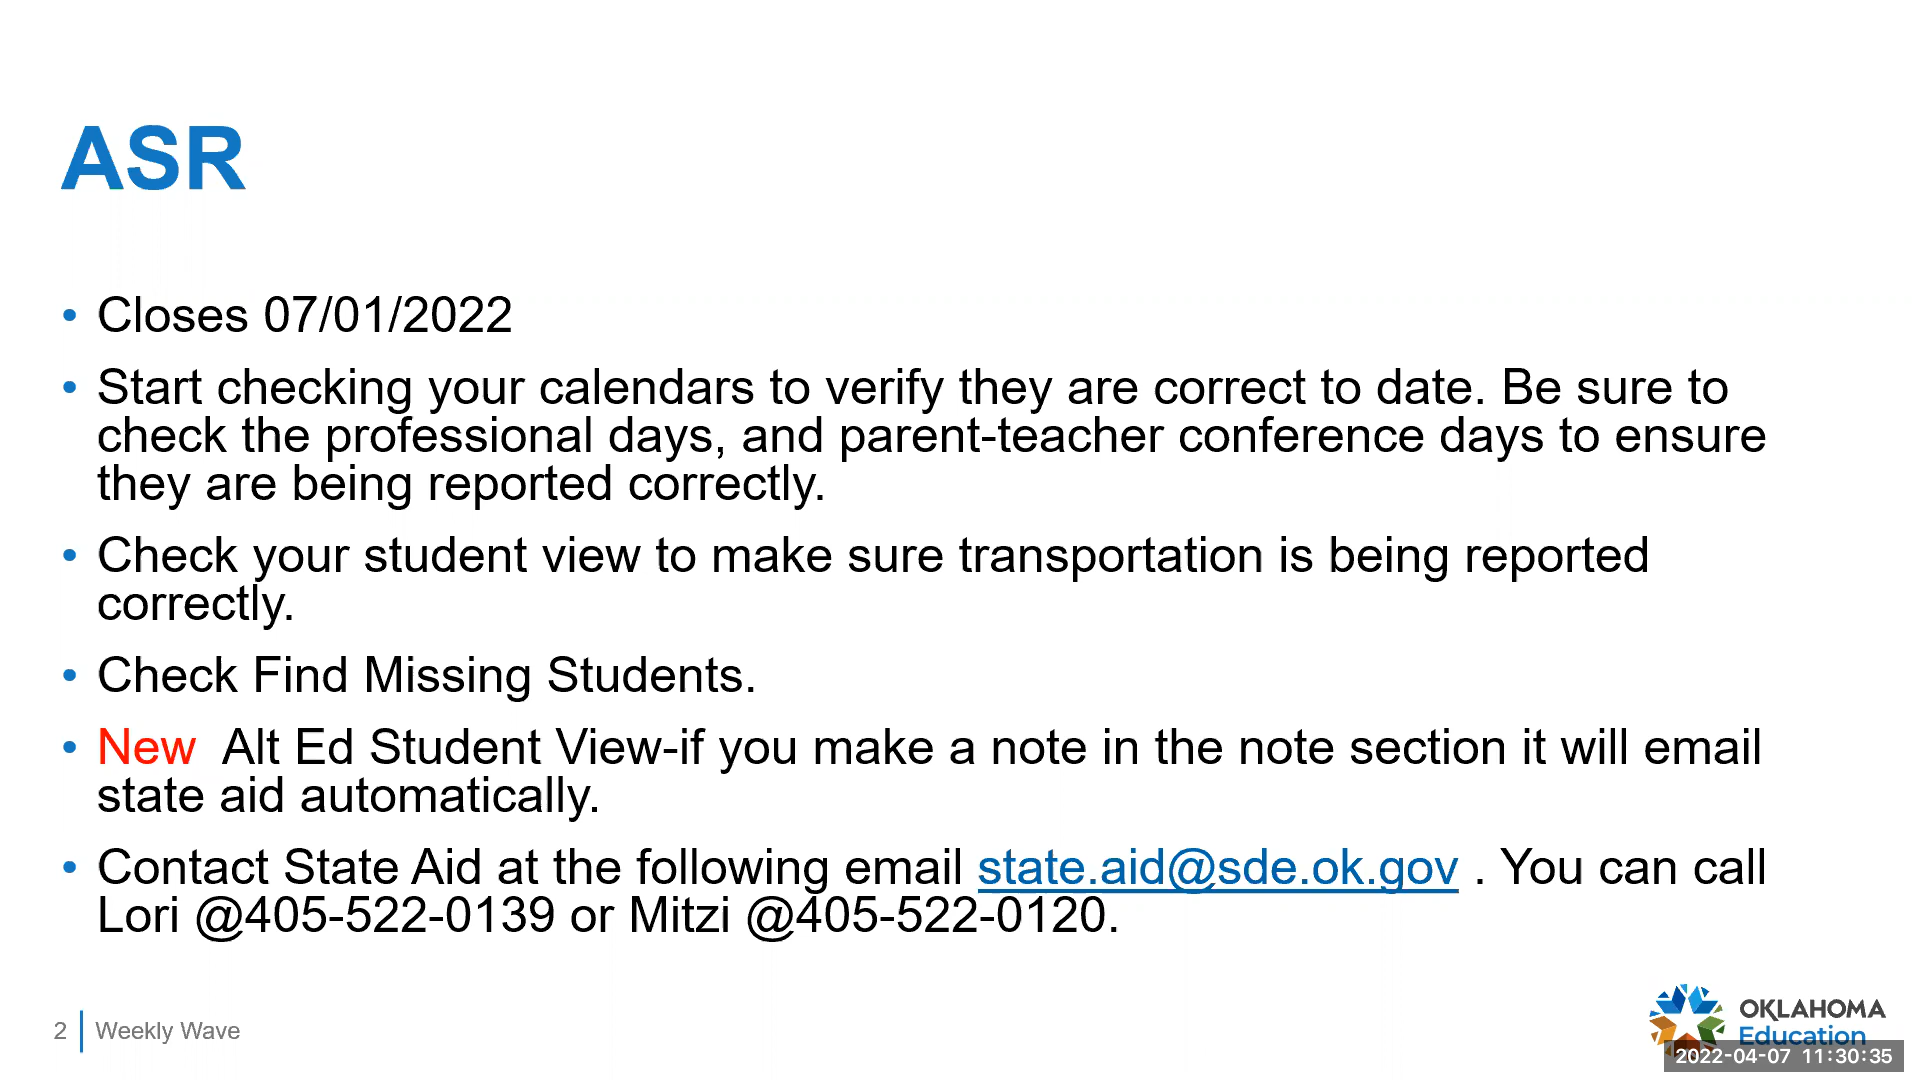 ASR
• Closes 07/01/2022
• Start checking your calendars to verify they are correct to date. Be sure to
check the professional days, and parent-teacher conference days to ensure
they are being reported correctly.
• Check your student view to make sure transportation is being reported
correctly.
• Check Find Missing Students.
• New  Alt Ed Student View-if you make a note in the note section it will email
state aid automatically.
• Contact State Aid at the following email state.aid@sde.ok.gov . You can call
Lori @405-522-0139 or Mitzi @405-522-0120.
2
Weekly Wave
OKLAHOMA
Education
2022-04-07 11:30:35